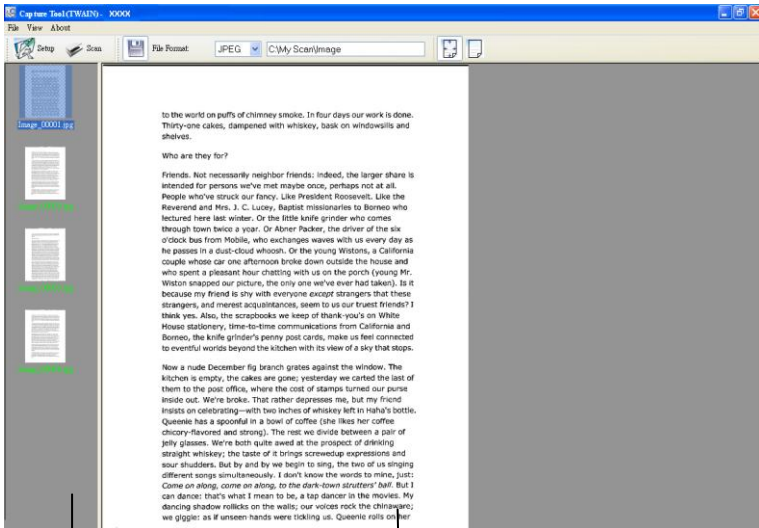 Capture Tool(TWAIN) - XXXX
File View About
Setup Scan File Format: JPEG C:\My Scan\Image
Image_00001.jpg
to the world on puffs of chimney smoke. In four days our work is done.
Thirty-one cakes, dampened with whiskey, bask on windowsills and
shelves.
Who are they for?
Friends. Not necessarily neighbor friends: indeed, the larger share is
intended for persons we've met maybe once, perhaps not at all.
People who've struck our fancy. Like President Roosevelt. Like the
Reverend and Mrs. J. C. Lucey, Baptist missionaries to Borneo who
lectured here last winter. Or the little knife grinder who comes
through town twice a year. Or Abner Packer, the driver of the six
o'clock bus from Mobile, who exchanges waves with us every day as
he passes in a dust-cloud whoosh. Or the young Wistons, a California
couple whose car one afternoon broke down outside the house and
who spent a pleasant hour chatting with us on the porch (young Mr.
Wiston snapped our picture, the only one we've ever had taken). Is it
because my friend is shy with everyone except strangers that these
strangers, and merest acquaintances, seem to us our truest friends? I
think yes. Also, the scrapbooks we keep of thank-you's on White
House stationery, time-to-time communications from California and
Borneo, the knife grinder's penny post cards, make us feel connected
to eventful worlds beyond the kitchen with its view of a sky that stops.
Now a nude December fig branch grates against the window. The
kitchen is empty, the cakes are gone; yesterday we carted the last of
them to the post office, where the cost of stamps turned our purse
inside out. We're broke. That rather depresses me, but my friend
insists on celebrating—with two inches of whiskey left in Haha's bottle.
Queenie has a spoonful in a bowl of coffee (she likes her coffee
chicory-flavored and strong). The rest we divide between a pair of
jelly glasses. We're both quite awed at the prospect of drinking
straight whiskey; the taste of it brings screwedup expressions and
sour shudders. But by and by we begin to sing, the two of us singing
different songs simultaneously. I don't know the words to mine, just:
Come on along, come on along, to the dark-town strutters' ball. But I
can dance: that's what I mean to be, a tap dancer in the movies. My
dancing shadow rollicks on the walls; our voices rock the chinaware;
we giggle: as if unseen hands were tickling us. Queenie rolls on her